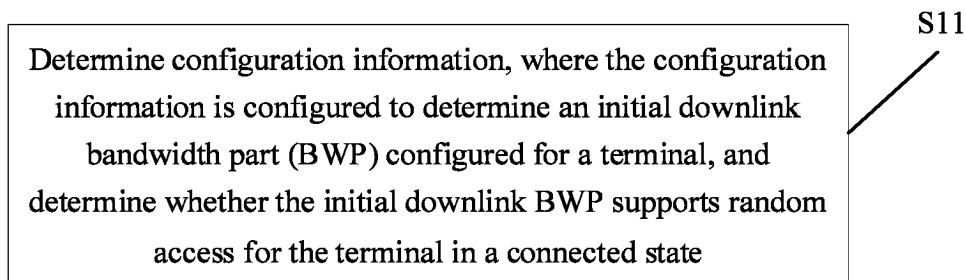 S11
Determine configuration information, where the configuration
information is configured to determine an initial downlink
bandwidth part (BWP) configured for a terminal, and
determine whether the initial downlink BWP supports random
access for the terminal in a connected state